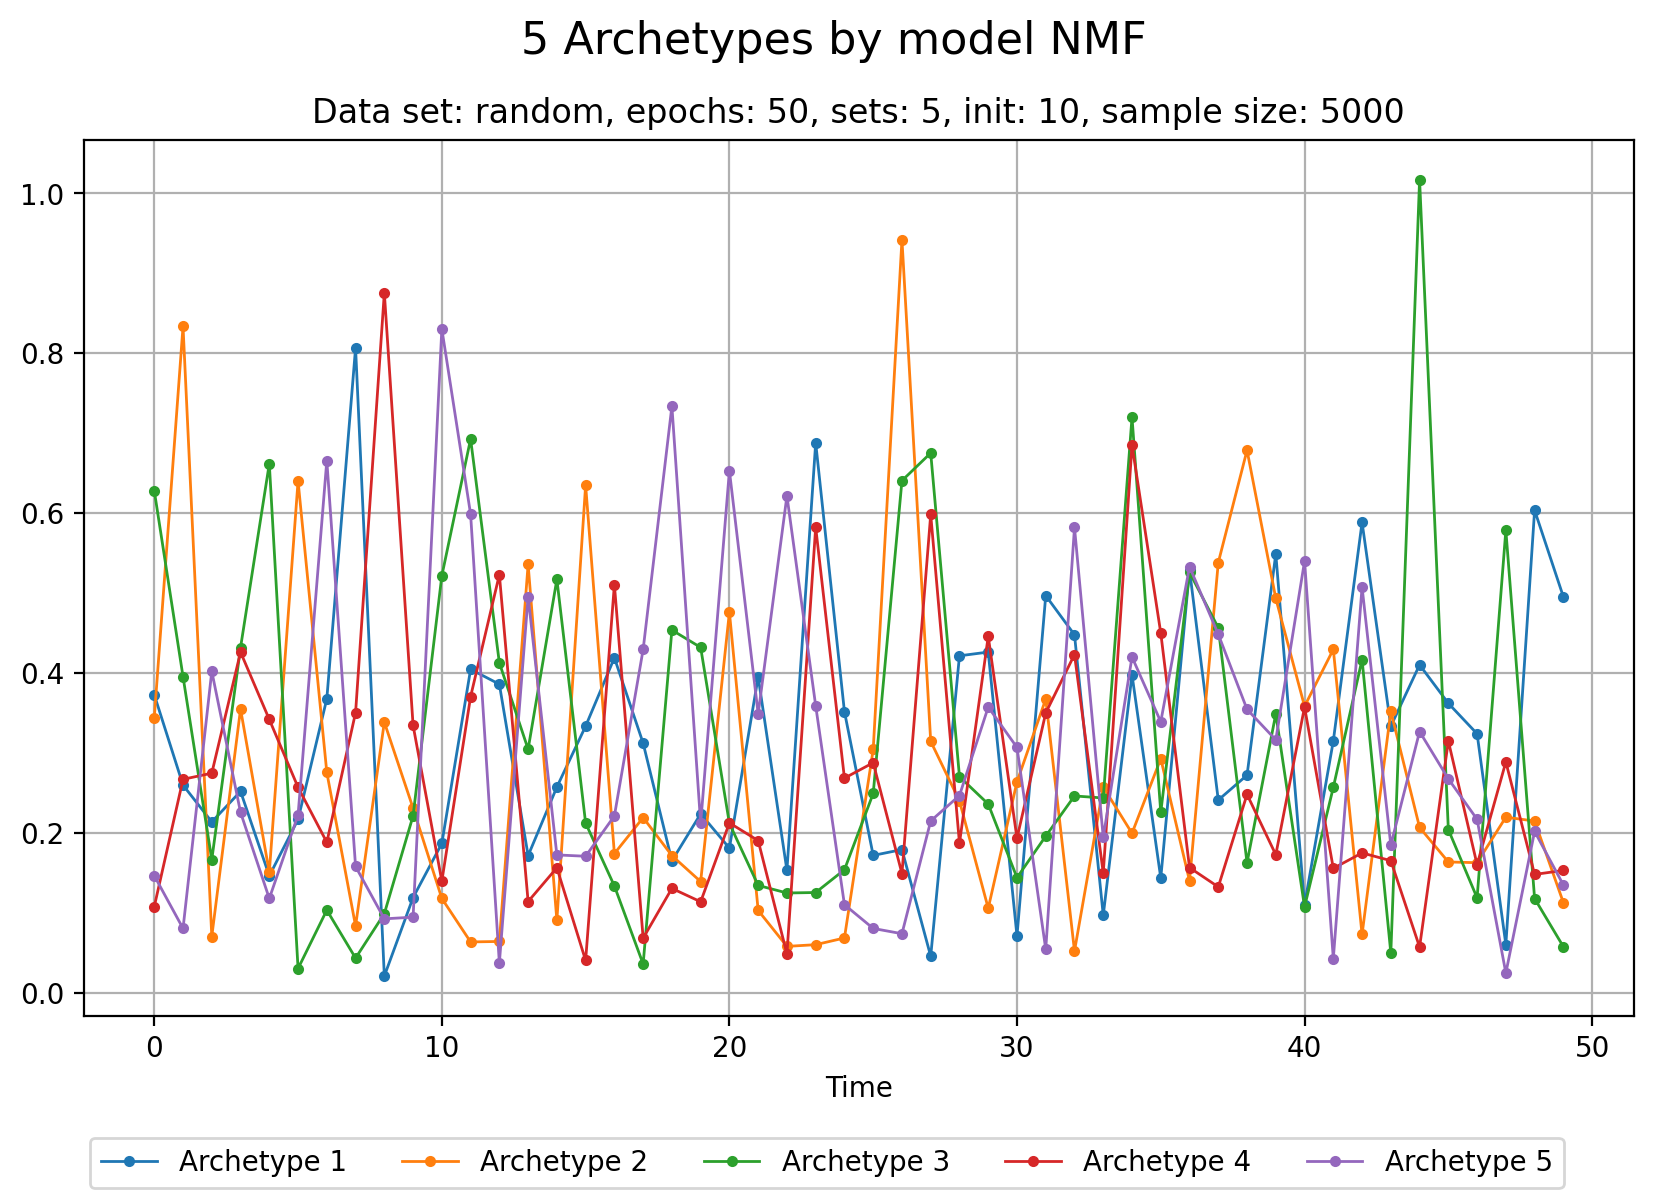 5 Archetypes by model NMF
Data set: random, epochs: 50, sets: 5, init: 10, sample size: 5000
1.0
0.8
0.6
0.4
0.2
0.0
0 10 20 30 40 50
Time
Archetype 1 Archetype 2 Archetype 3 Archetype 4 Archetype 5